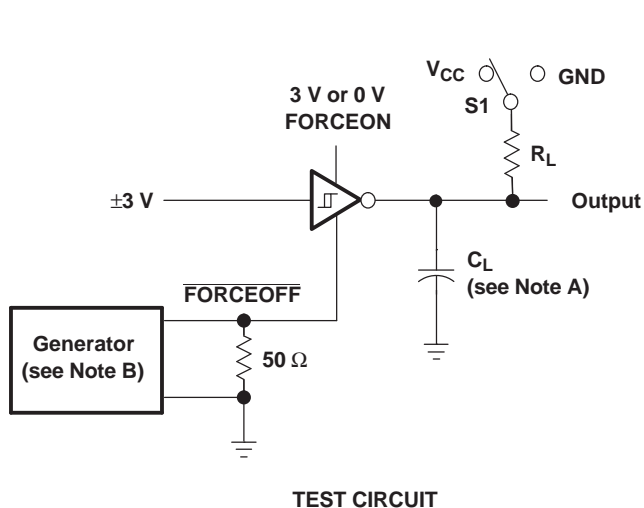 VCC
GND
S1
3 V or 0 V
FORCEON
RL
±3 V
Output
CL
(see Note A)
FORCEOFF
Generator
(see Note B)
50 Ω
TEST CIRCUIT